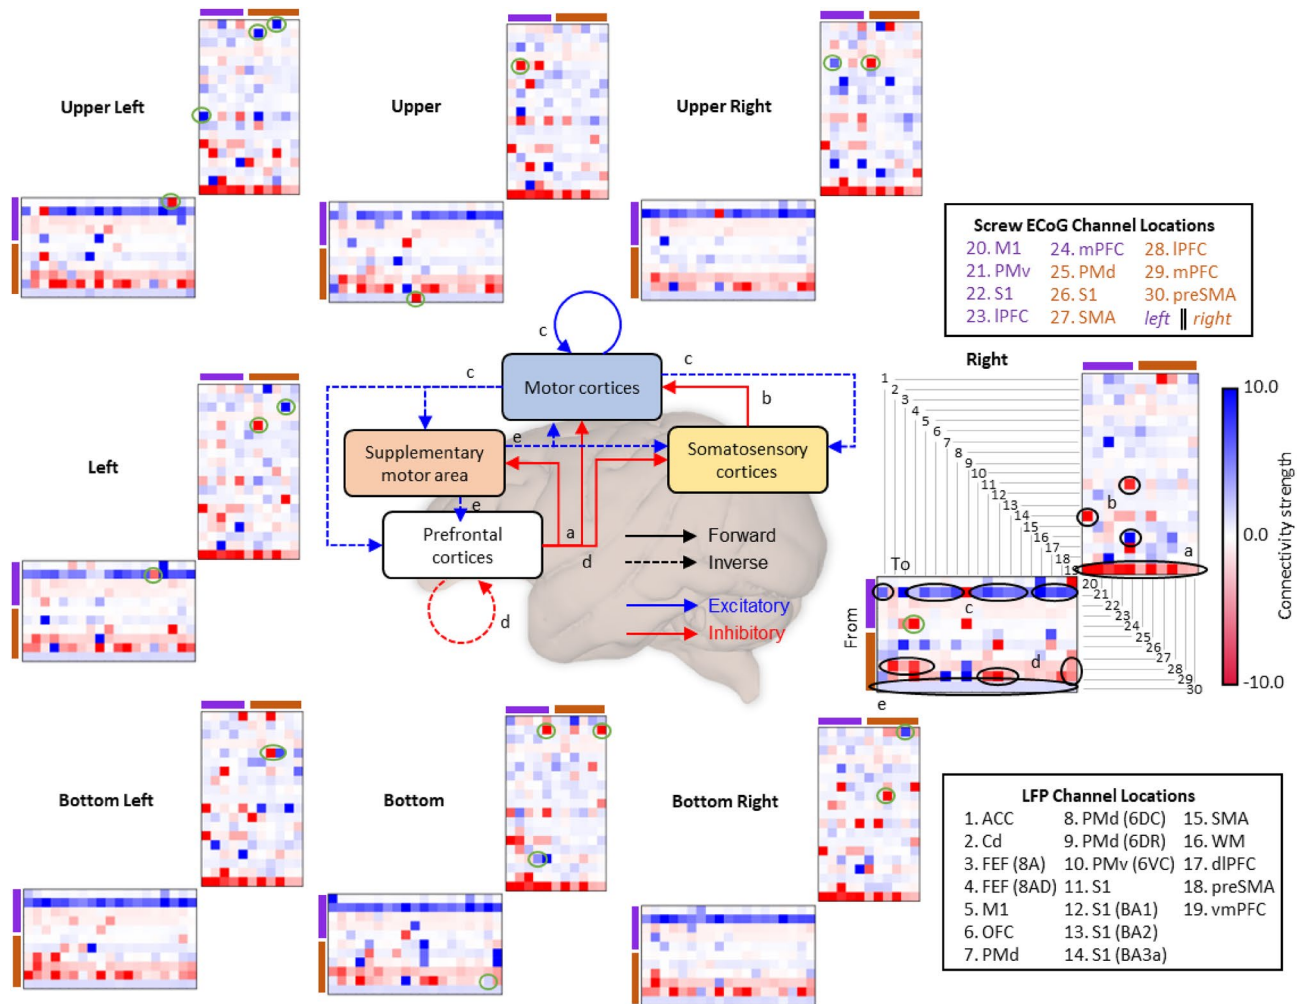 Upper Left
Upper
Upper Right
Screw ECoG Channel Locations
20. M1 24. mPFC 28. lPFC
21. PMv 25. PMd 29. mPFC
22. S1 26. S1 30. preSMA
23. lPFC 27. SMA left || right
c
c
c
Motor cortices
b
Supplementary
motor area
e
Somatosensory
cortices
e
Prefrontal
cortices
a
d
d
Forward
Inverse
Excitatory
Inhibitory
Left
Right
1
2
3
4
5
6
7
8
9
10
11
12
13
14
15
16
17
18
19
20
21
22
23
24
25
26
27
28
29
30
To
From
a
b
c
d
e
10.0
0.0
-10.0
Connectivity strength
Bottom Left
Bottom
Bottom Right
LFP Channel Locations
1. ACC 8. PMd (6DC) 15. SMA
2. Cd 9. PMd (6DR) 16. WM
3. FEF (8A) 10. PMv (6VC) 17. dlPFC
4. FEF (8AD) 11. S1 18. preSMA
5. M1 12. S1 (BA1) 19. vmPFC
6. OFC 13. S1 (BA2)
7. PMd 14. S1 (BA3a)